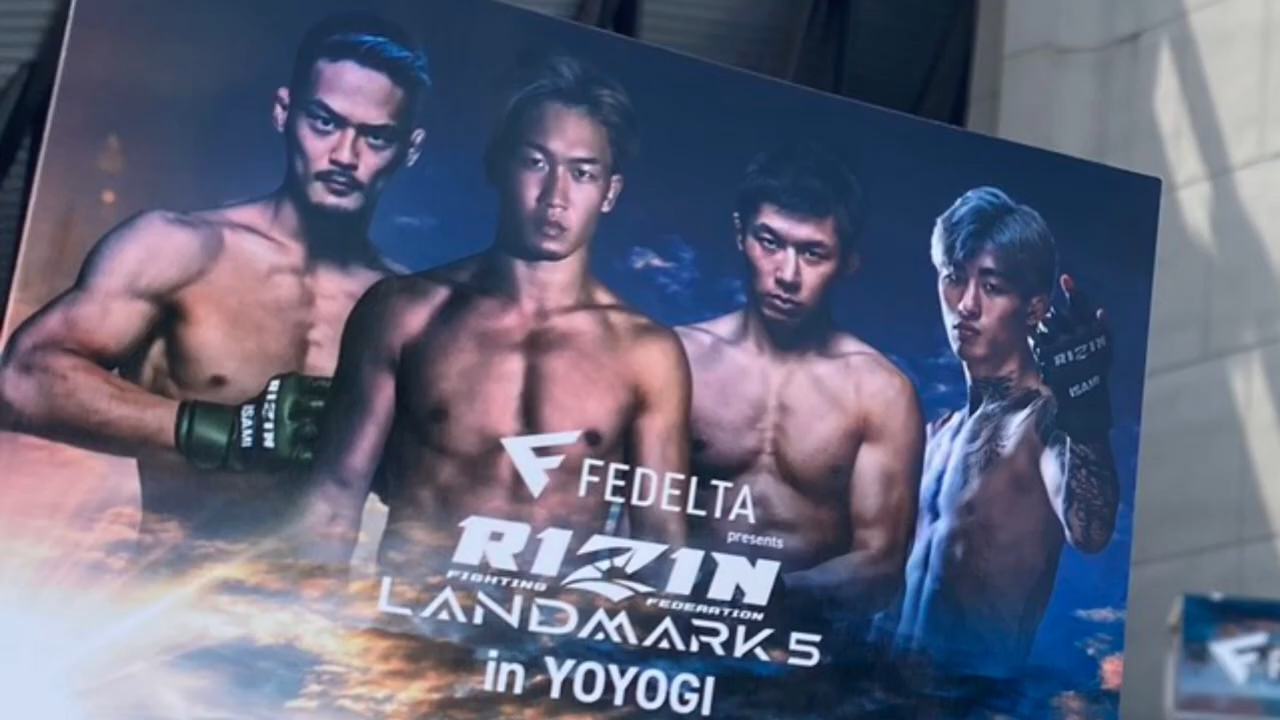 RIZIN
ISAMI
RIZIN
ISAMI
FEDELTA
presents
RIZIN
FIGHTING FEDERATION
LANDMARK 5
in YOYOGI